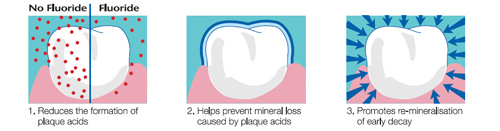 No Fluoride Fluoride
1. Reduces the formation of
plaque acids
2. Helps prevent mineral loss
caused by plaque acids
3. Promotes re-mineralisation
of early decay